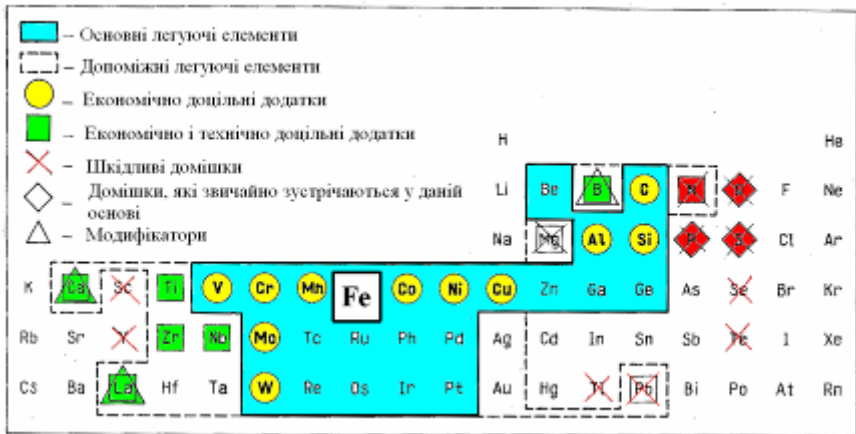 – Основні легуючі елементи
– Допоміжні легуючі елементи
– Економічно доцільні додатки
– Економічно і технічно доцільні додатки
– Шкідливі домішки
– Домішки, які звичайно зустрічаються у даній
основі
– Модифікатори
H He
Li Be B C N O F Ne
Na Mg Al Si P S Cl Ar
K Ca Sc Ti V Cr Mn Fe Co Ni Cu Zn Ga Ge As Se Br Kr
Rb Sr Y Zr Nb Mo Tc Ru Ph Pd Ag Cd In Sn Sb Te I Xe
Cs Ba La Hf Ta W Re Os Ir Pt Au Hg Tl Pb Bi Po At Rn